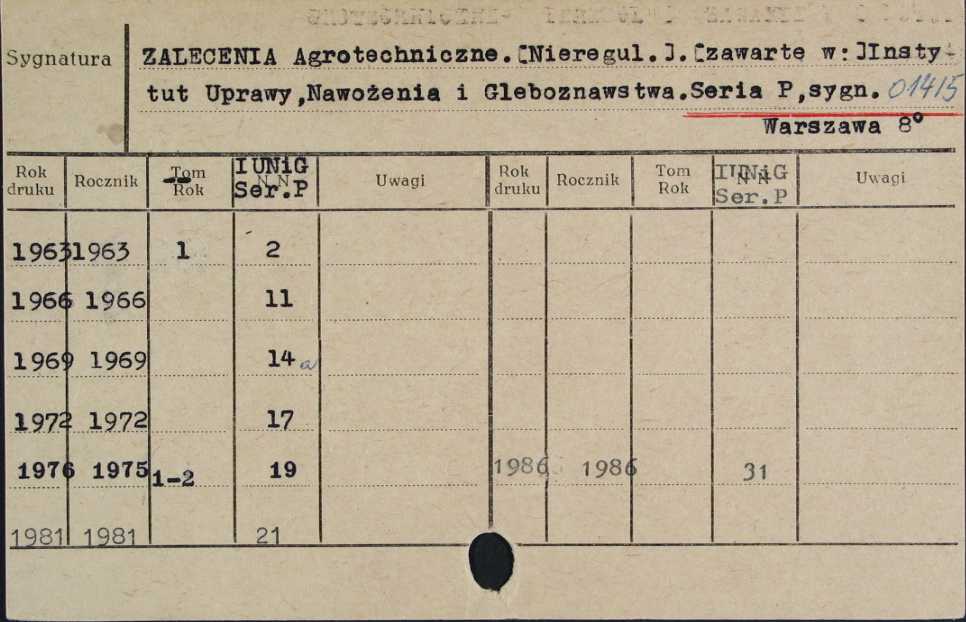 Sygnatura
ZALECENIA Agrotechniczne.[Nieregul.].[zawarte w:]Insty-
tut Uprawy,Nawożenia i Gleboznawstwa.Seria P,sygn. 01415
Warszawa 8°
Rok druku Rocznik Tom Rok IUNiG NN Ser.P Uwagi Rok druku Rocznik Tom Rok IUNiG NN Ser.P Uwagi
1963 1963 1 2
1966 1966 11
1969 1969 14a
1972 1972 17
1976 1975 1-2 19 1986 1986 31
1981 1981 21